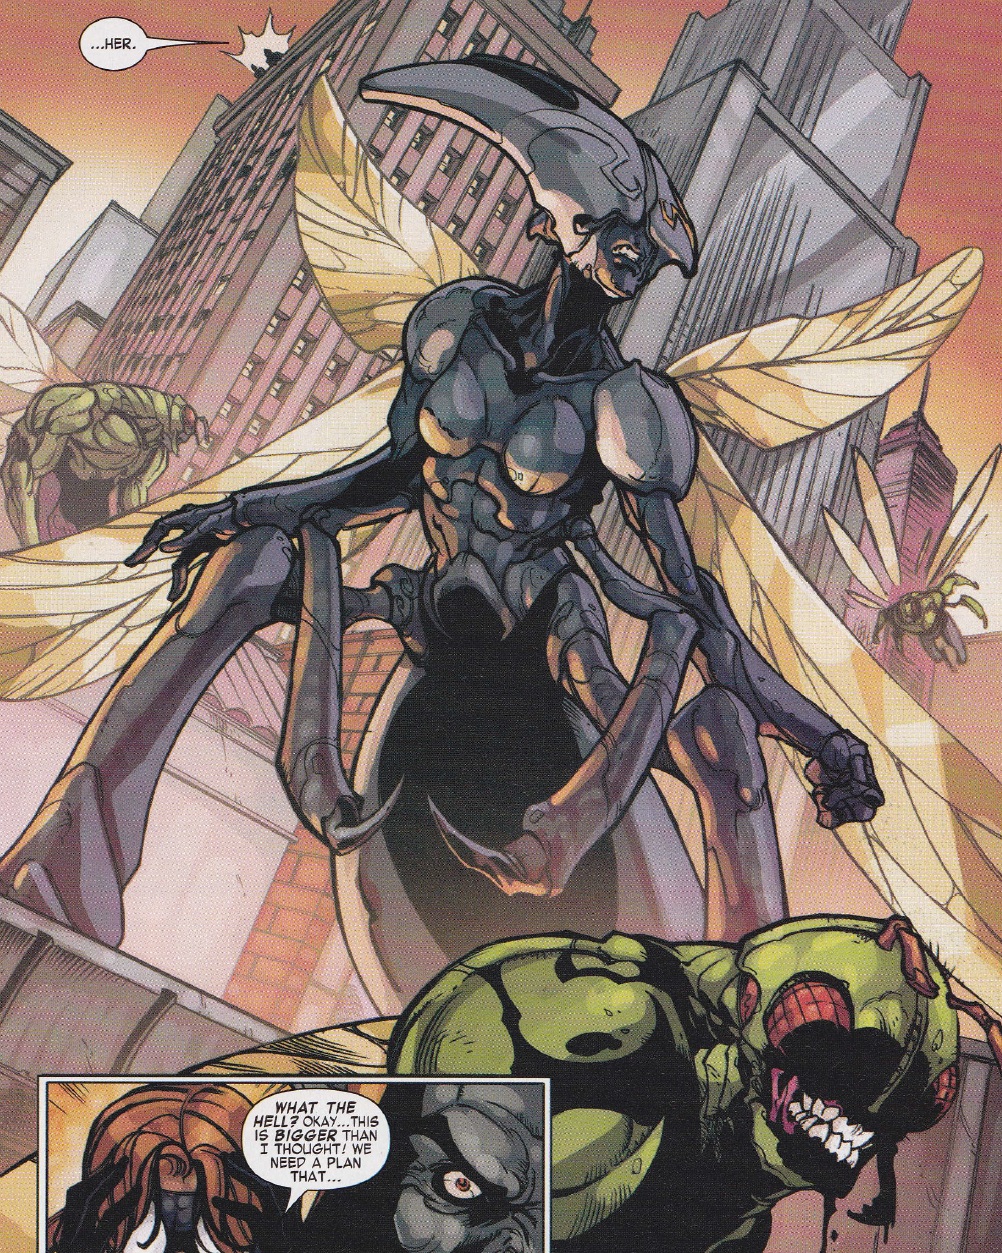 ...HER.
WHAT THE
HELL? OKAY...THIS
IS BIGGER THAN
I THOUGHT! WE
NEED A PLAN
THAT...